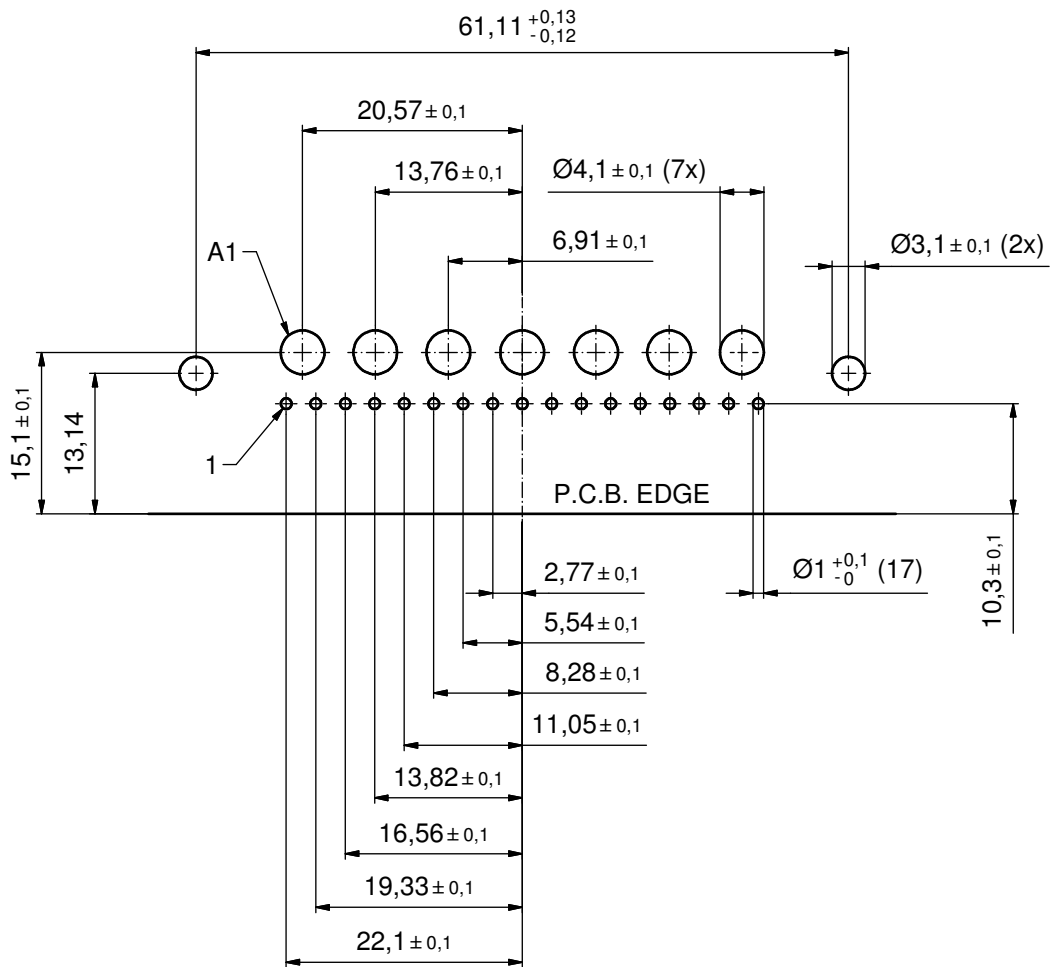 61,11 +0,13 -0,12
20,57 ± 0,1
13,76 ± 0,1
Ø4,1 ± 0,1 (7x)
6,91 ± 0,1
Ø3,1 ± 0,1 (2x)
A1
15,1 ± 0,1
13,14
1
P.C.B. EDGE
10,3 ± 0,1
2,77 ± 0,1
Ø1 +0,1 -0 (17)
5,54 ± 0,1
8,28 ± 0,1
11,05 ± 0,1
13,82 ± 0,1
16,56 ± 0,1
19,33 ± 0,1
22,1 ± 0,1